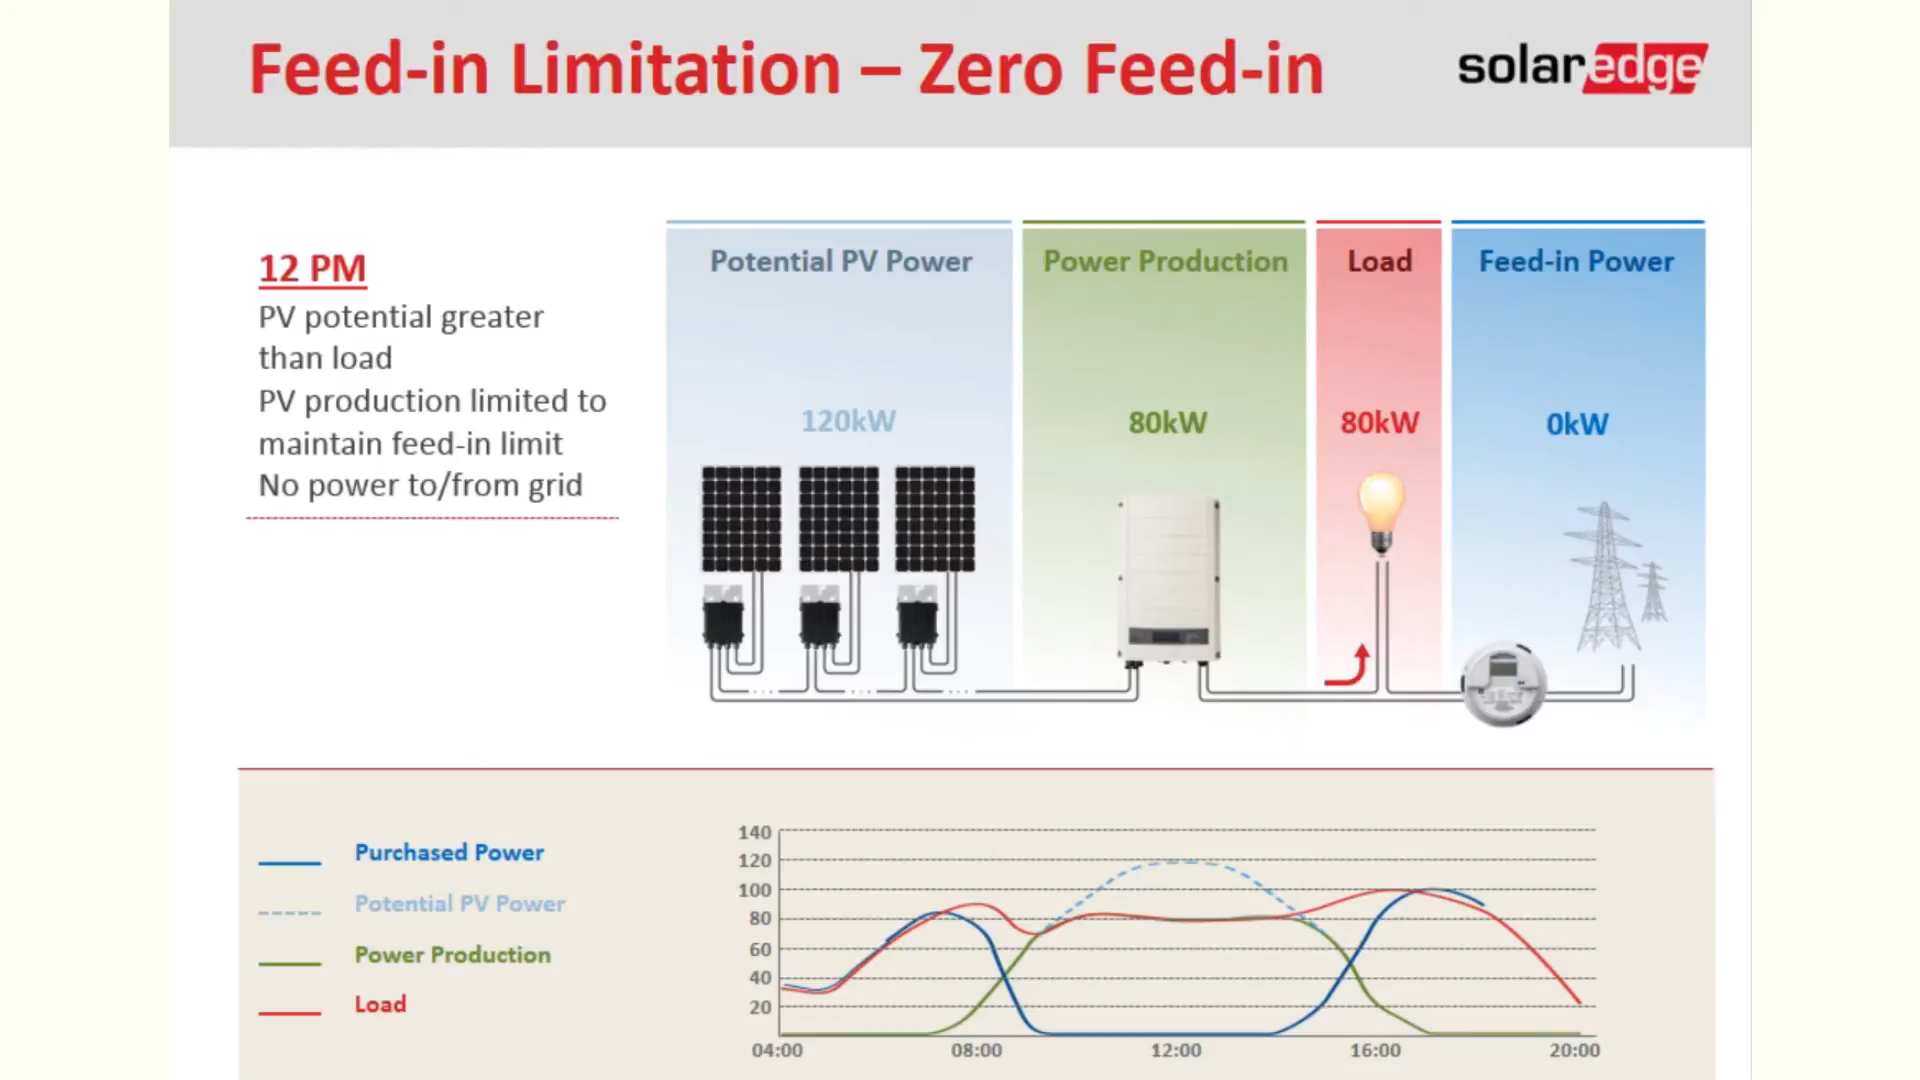 Feed-in Limitation – Zero Feed-in
solaredge
12 PM
PV potential greater
than load
PV production limited to
maintain feed-in limit
No power to/from grid
Potential PV Power
Power Production
Load
Feed-in Power
120kW
80kW
80kW
0kW
Purchased Power
Potential PV Power
Power Production
Load
140
120
100
80
60
40
20
04:00
08:00
12:00
16:00
20:00